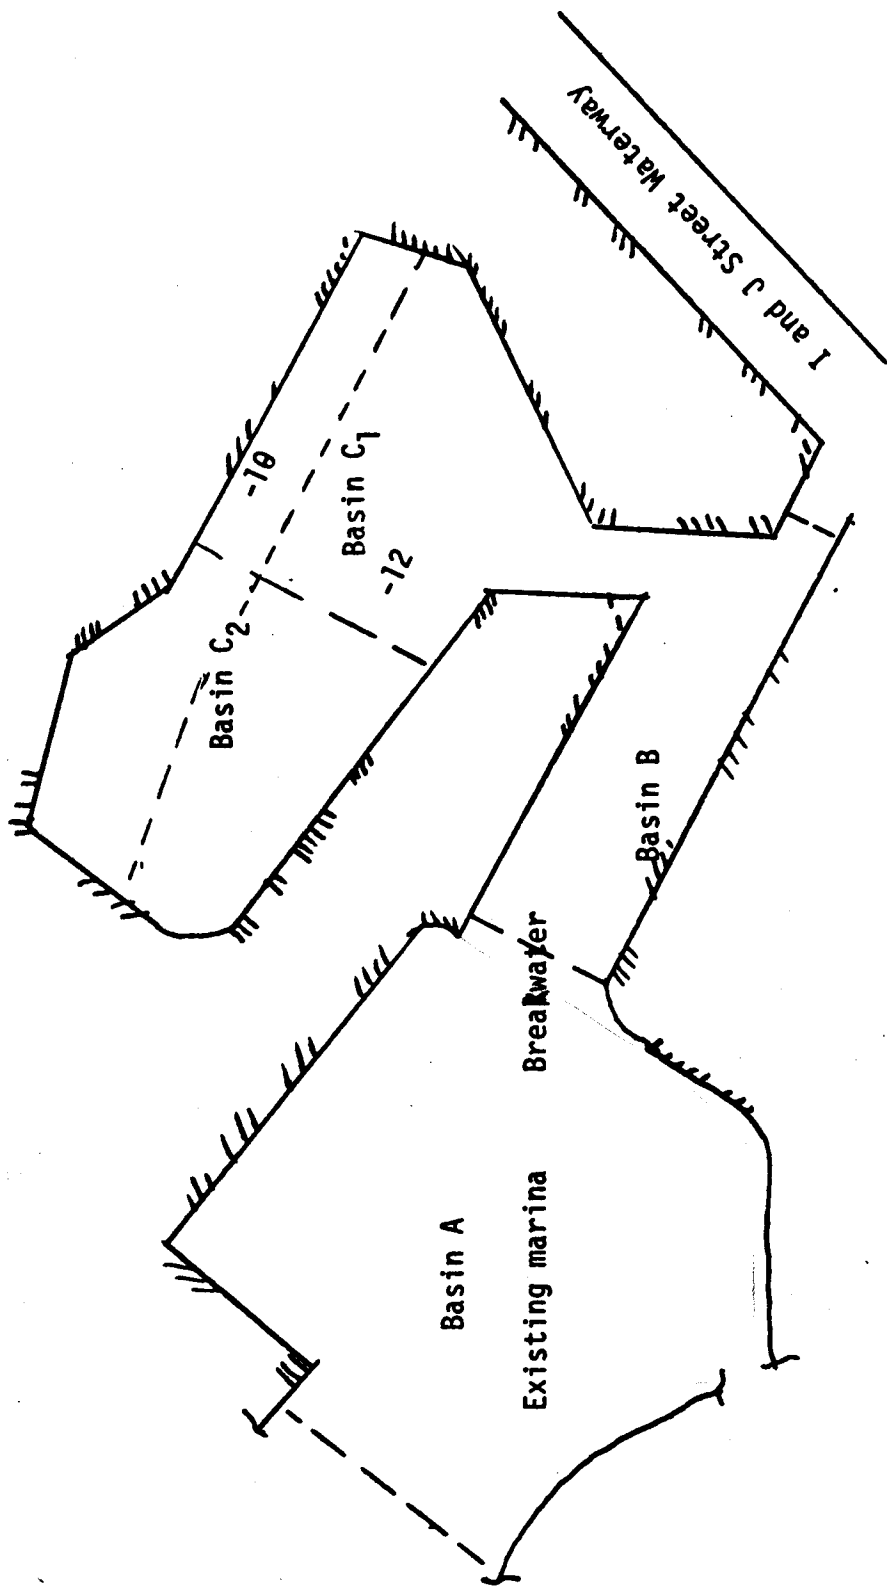 I and J Street Waterway
-10
Basin C1
-12
Basin C2
Basin B
Breakwater
Basin A
Existing marina